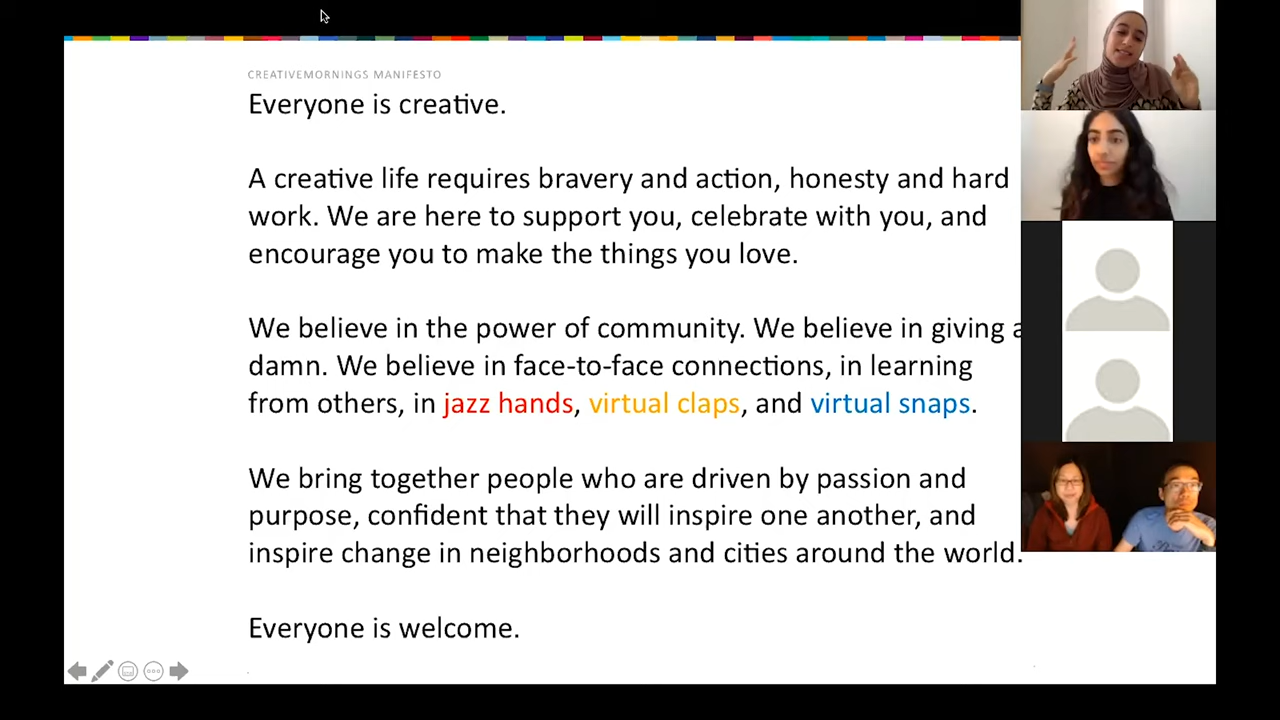 CREATIVEMORNINGS MANIFESTO
Everyone is creative.
A creative life requires bravery and action, honesty and hard
work. We are here to support you, celebrate with you, and
encourage you to make the things you love.
We believe in the power of community. We believe in giving a
damn. We believe in face-to-face connections, in learning
from others, in jazz hands, virtual claps, and virtual snaps.
We bring together people who are driven by passion and
purpose, confident that they will inspire one another, and
inspire change in neighborhoods and cities around the world.
Everyone is welcome.